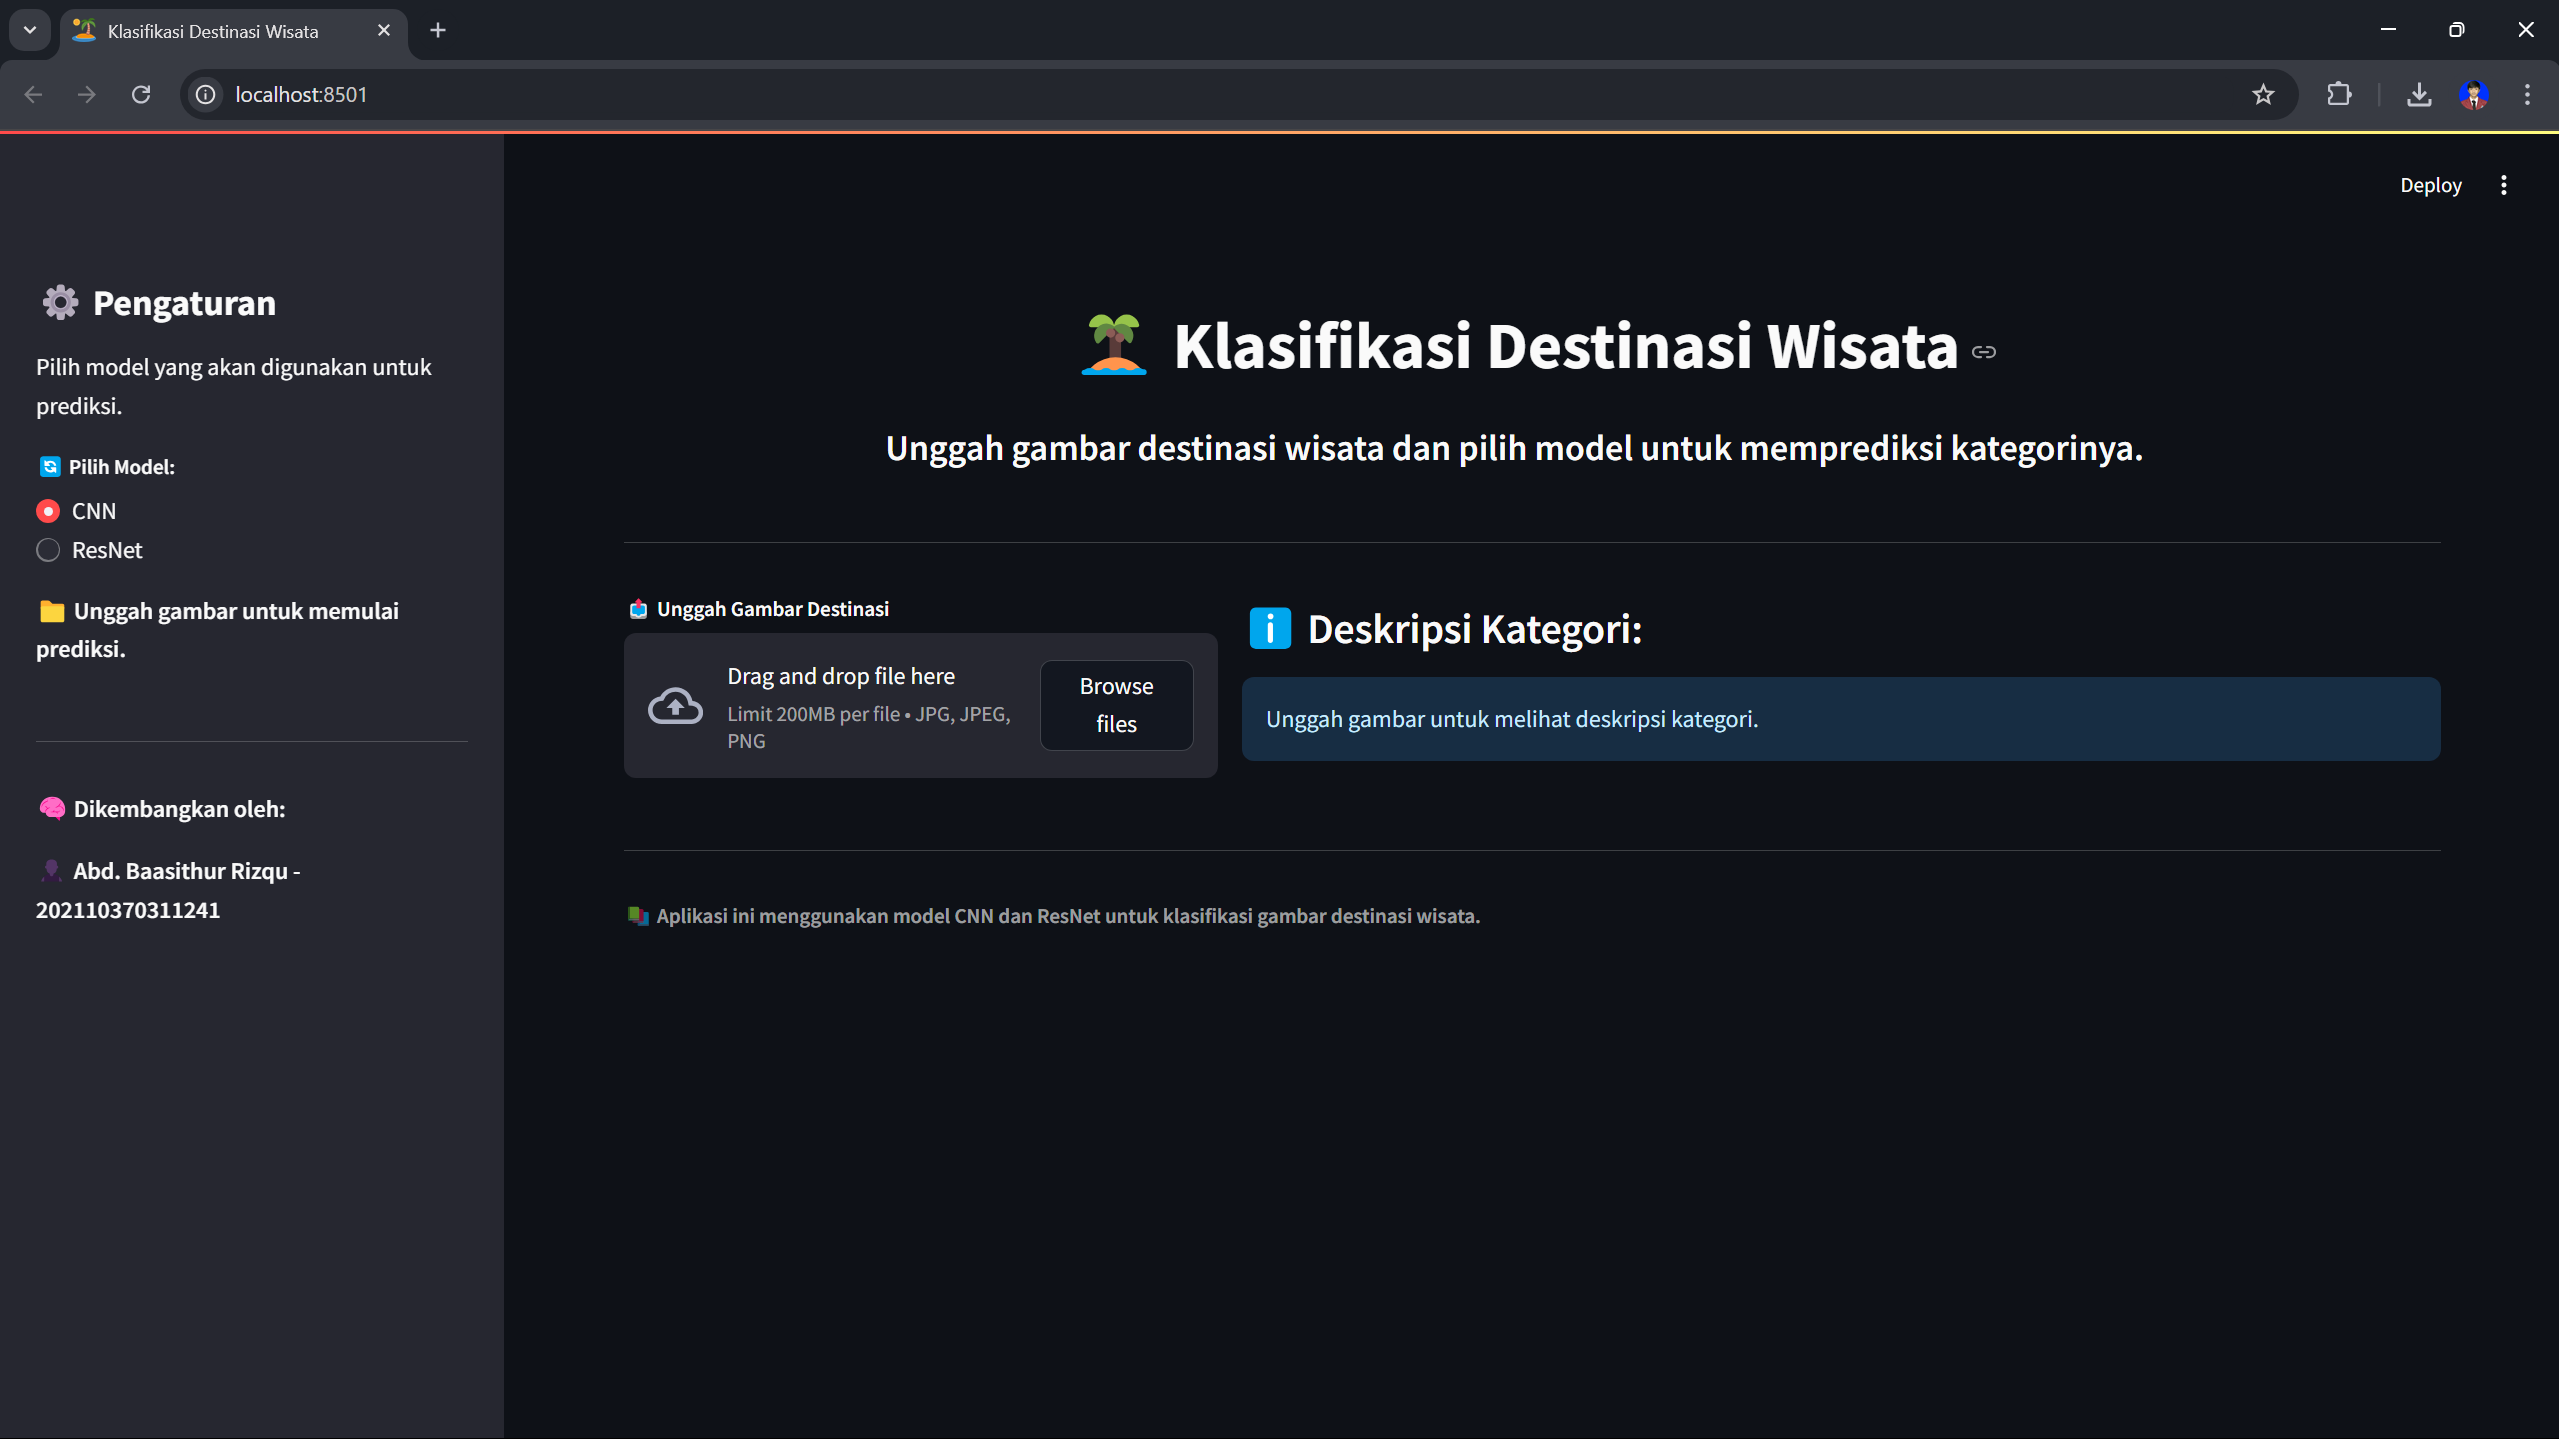 Klasifikasi Destinasi Wisata
localhost:8501
Deploy
Pengaturan
Pilih model yang akan digunakan untuk
prediksi.
Pilih Model:
CNN
ResNet
Unggah gambar untuk memulai
prediksi.
Dikembangkan oleh:
Abd. Baasithur Rizqu -
202110370311241
Klasifikasi Destinasi Wisata
Unggah gambar destinasi wisata dan pilih model untuk memprediksi kategorinya.
Unggah Gambar Destinasi
Drag and drop file here
Limit 200MB per file • JPG, JPEG,
PNG
Browse
files
Deskripsi Kategori:
Unggah gambar untuk melihat deskripsi kategori.
Aplikasi ini menggunakan model CNN dan ResNet untuk klasifikasi gambar destinasi wisata.